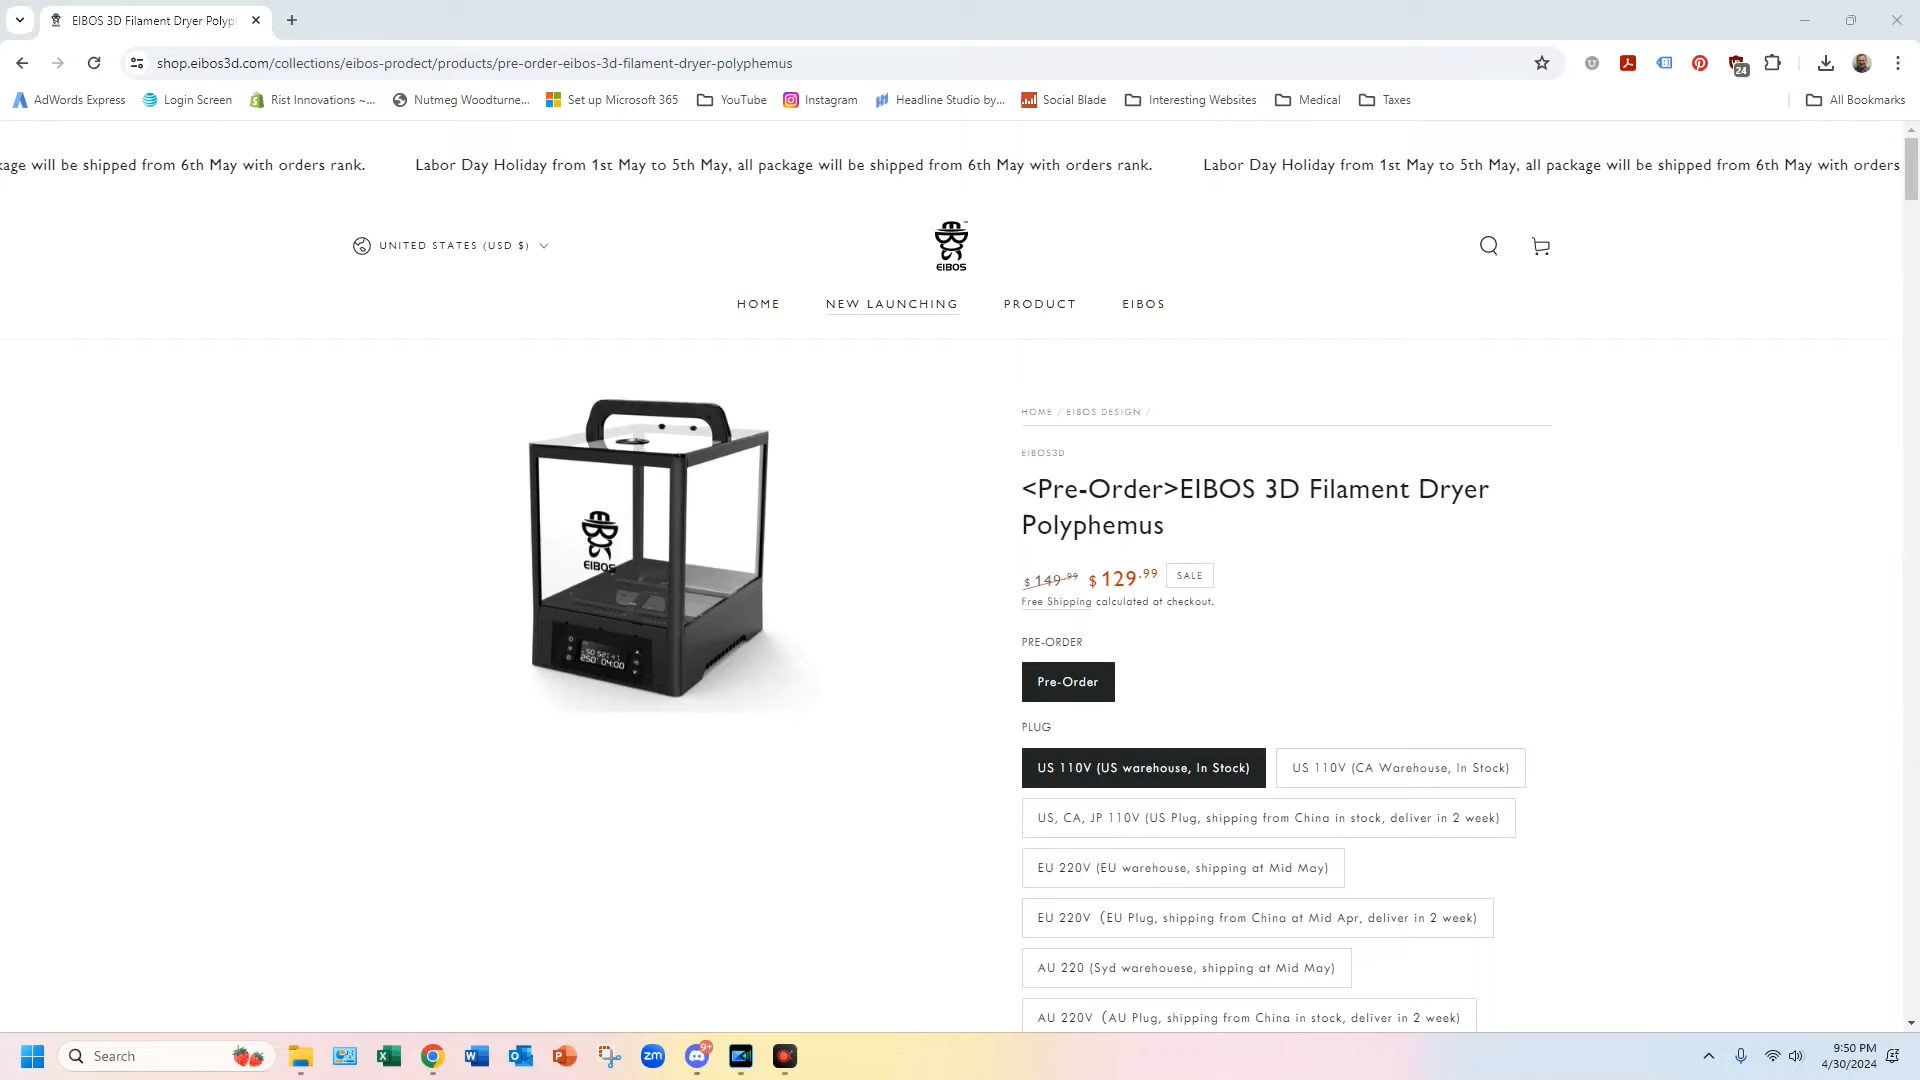 EIBOS 3D Filament Dryer Polyp
shop.eibos3d.com/collections/eibos-prodect/products/pre-order-eibos-3d-filament-dryer-polyphemus
24
AdWords Express
Login Screen
Rist Innovations ~...
Nutmeg Woodturne...
Set up Microsoft 365
YouTube
Instagram
Headline Studio by...
Social Blade
Interesting Websites
Medical
Taxes
All Bookmarks
kage will be shipped from 6th May with orders rank. Labor Day Holiday from 1st May to 5th May, all package will be shipped from 6th May with orders rank. Labor Day Holiday from 1st May to 5th May, all package will be shipped from 6th May with orders
UNITED STATES (USD $)
EIBOS
HOME NEW LAUNCHING PRODUCT EIBOS
HOME / EIBOS DESIGN /
EIBOS3D
<Pre-Order>EIBOS 3D Filament Dryer
Polyphemus
$ 149.99 $ 129.99 SALE
Free Shipping calculated at checkout.
PRE-ORDER
Pre-Order
PLUG
US 110V (US warehouse, In Stock)
US 110V (CA Warehouse, In Stock)
US, CA, JP 110V (US Plug, shipping from China in stock, deliver in 2 week)
EU 220V (EU warehouse, shipping at Mid May)
EU 220V（EU Plug, shipping from China at Mid Apr, deliver in 2 week)
AU 220 (Syd warehouese, shipping at Mid May)
AU 220V（AU Plug, shipping from China in stock, deliver in 2 week)
EIBOS
04:00
Search
zm
9+
9:50 PM
4/30/2024